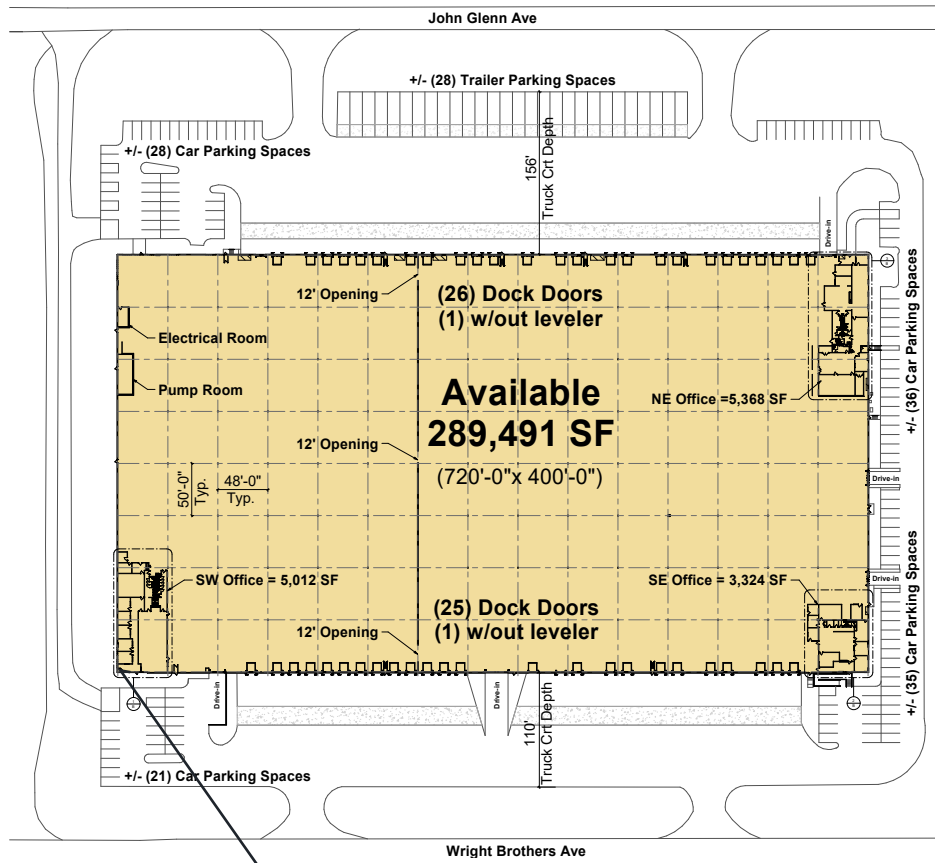 John Glenn Ave
+/- (28) Trailer Parking Spaces
+/- (28) Car Parking Spaces
156'
Truck Crt Depth
Drive-in
12' Opening
(26) Dock Doors
(1) w/out leveler
Electrical Room
+/- (36) Car Parking Spaces
Pump Room
Available
289,491 SF
(720'-0"x 400'-0")
NE Office =5,368 SF
12' Opening
50'-0"
Typ.
48'-0"
Typ.
Drive-in
SW Office = 5,012 SF
SE Office = 3,324 SF
Drive-in
+/- (35) Car Parking Spaces
(25) Dock Doors
(1) w/out leveler
12' Opening
Drive-in
Drive-in
110'
Truck Crt Depth
+/- (21) Car Parking Spaces
Wright Brothers Ave